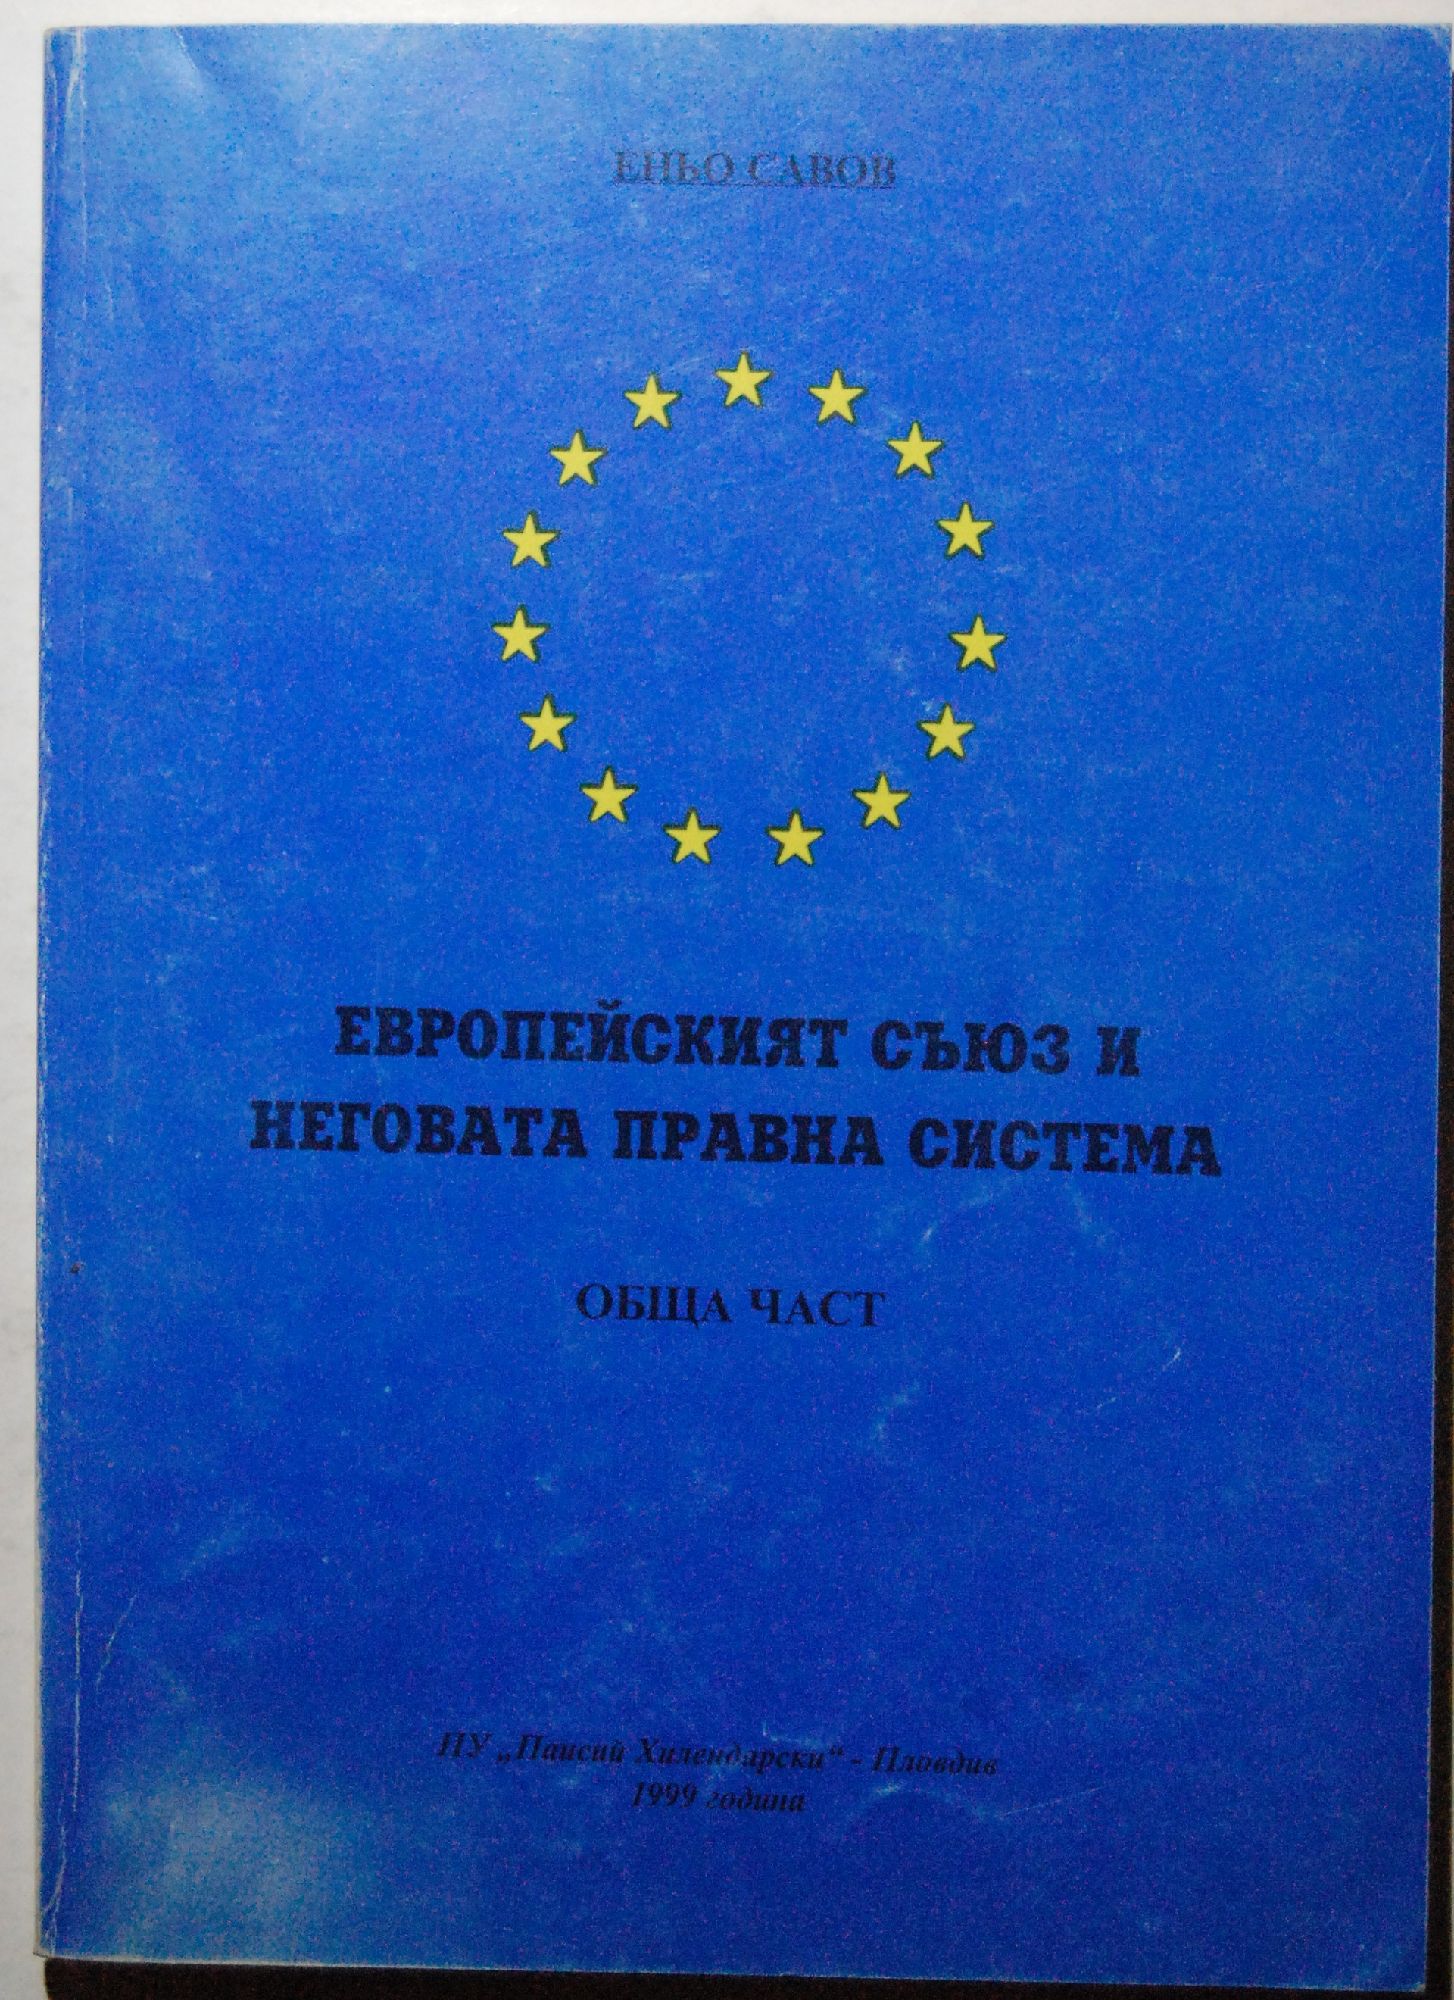 ЕНЬО САВОВ
ЕВРОПЕЙСКИЯТ СЪЮЗ И
НЕГОВАТА ПРАВНА СИСТЕМА
ОБЩА ЧАСТ
ПУ „Паисий Хилендарски“ - Пловдив
1999 година